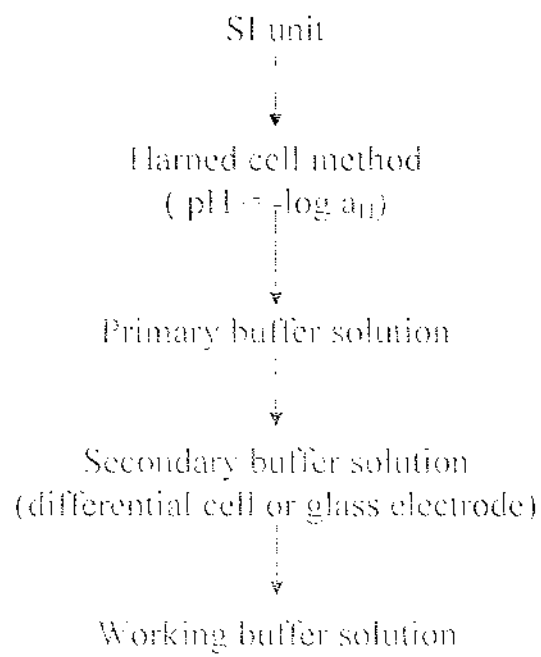 SI unit
Harned cell method
( pH = -log aH)
Primary buffer solution
Secondary buffer solution
(differential cell or glass electrode)
Working buffer solution